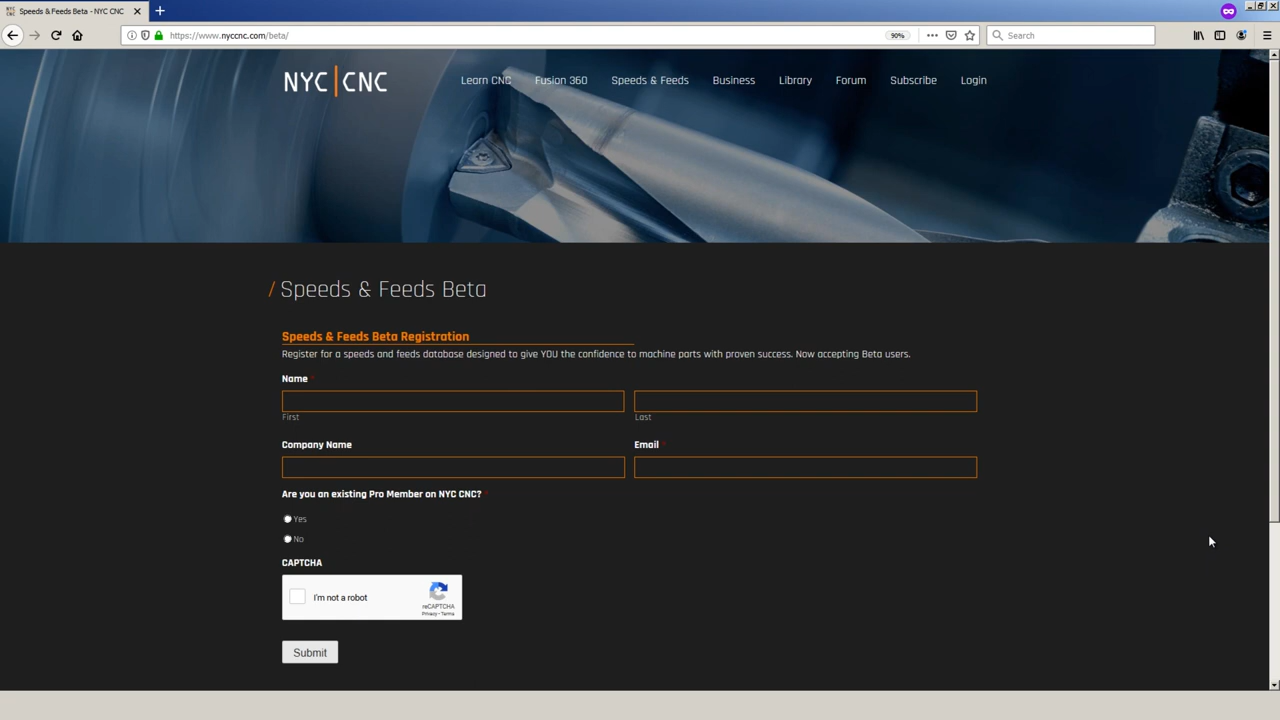 Speeds & Feeds Beta - NYC CNC
https://www.nyccnc.com/beta/
90%
Search
NYC CNC
Learn CNC
Fusion 360
Speeds & Feeds
Business
Library
Forum
Subscribe
Login
/ Speeds & Feeds Beta
Speeds & Feeds Beta Registration
Register for a speeds and feeds database designed to give YOU the confidence to machine parts with proven success. Now accepting Beta users.
Name *
First
Last
Company Name
Email *
Are you an existing Pro Member on NYC CNC? *
Yes
No
CAPTCHA
I'm not a robot
reCAPTCHA
Privacy - Terms
Submit